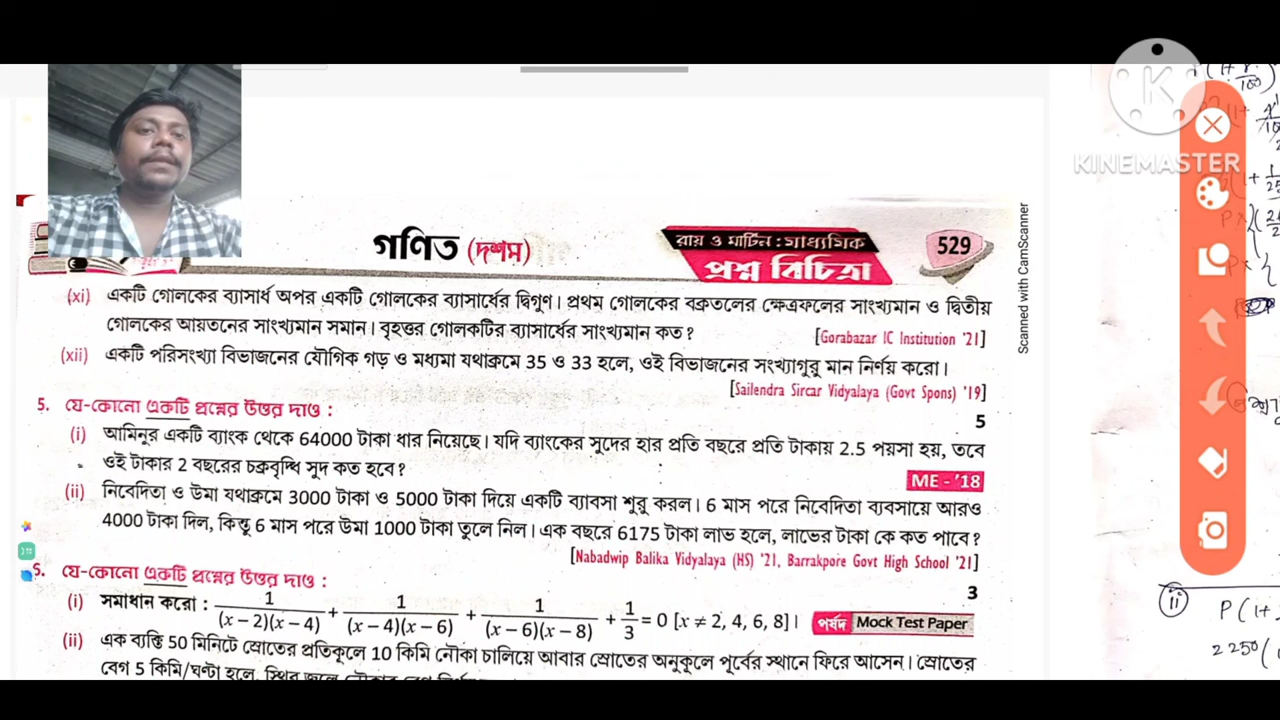 KINEMASTER
গণিত (দশম)
রায় ও মার্টিন : মাধ্যমিক
প্রশ্ন বিচিত্রা
529
Scanned with CamScanner
(xi) একটি গোলকের ব্যাসার্ধ অপর একটি গোলকের ব্যাসার্ধের দ্বিগুণ। প্রথম গোলকের বক্রতলের ক্ষেত্রফলের সাংখ্যমান ও দ্বিতীয়
গোলকের আয়তনের সাংখ্যমান সমান। বৃহত্তর গোলকটির ব্যাসার্ধের সাংখ্যমান কত?
[Gorabazar IC Institution '21]
(xii) একটি পরিসংখ্যা বিভাজনের যৌগিক গড় ও মধ্যমা যথাক্রমে 35 ও 33 হলে, ওই বিভাজনের সংখ্যাগুরু মান নির্ণয় করো।
[Sailendra Sircar Vidyalaya (Govt Spons) '19]
5. যে-কোনো একটি প্রশ্নের উত্তর দাও : 5
(i) আমিনুর একটি ব্যাংক থেকে 64000 টাকা ধার নিয়েছে। যদি ব্যাংকের সুদের হার প্রতি বছরে প্রতি টাকায় 2.5 পয়সা হয়, তবে
ওই টাকার 2 বছরের চক্রবৃদ্ধি সুদ কত হবে?
ME - '18
(ii) নিবেদিতা ও উমা যথাক্রমে 3000 টাকা ও 5000 টাকা দিয়ে একটি ব্যাবসা শুরু করল। 6 মাস পরে নিবেদিতা ব্যবসায়ে আরও
4000 টাকা দিল, কিন্তু 6 মাস পরে উমা 1000 টাকা তুলে নিল। এক বছরে 6175 টাকা লাভ হলে, লাভের টাকা কে কত পাবে?
[Nabadwip Balika Vidyalaya (HS) '21, Barrakpore Govt High School '21]
যে-কোনো একটি প্রশ্নের উত্তর দাও : 3
(i) সমাধান করো : 1/(x − 2)(x − 4) + 1/(x − 4)(x − 6) + 1/(x − 6)(x − 8) + 1/3 = 0 [x ≠ 2, 4, 6, 8]। পর্ষদ Mock Test Paper
(ii) এক ব্যক্তি 50 মিনিটে স্রোতের প্রতিকূলে 10 কিমি নৌকা চালিয়ে আবার স্রোতের অনুকূলে পূর্বের স্থানে ফিরে আসেন। স্রোতের
বেগ 5 কিমি/ঘণ্টা হলে, স্থির জলে নৌকার বেগ
(ii) P(1+
2250(